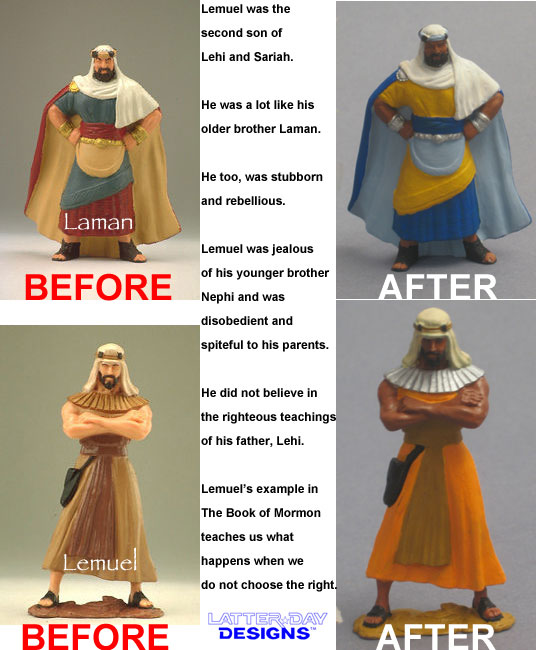 Lemuel was the
second son of
Lehi and Sariah.
He was a lot like his
older brother Laman.
He too, was stubborn
and rebellious.
Lemuel was jealous
of his younger brother
Nephi and was
disobedient and
spiteful to his parents.
He did not believe in
the righteous teachings
of his father, Lehi.
Lemuel's example in
The Book of Mormon
teaches us what
happens when we
do not choose the right.
LATTER-DAY
DESIGNS™
Laman
BEFORE
AFTER
Lemuel
BEFORE
AFTER